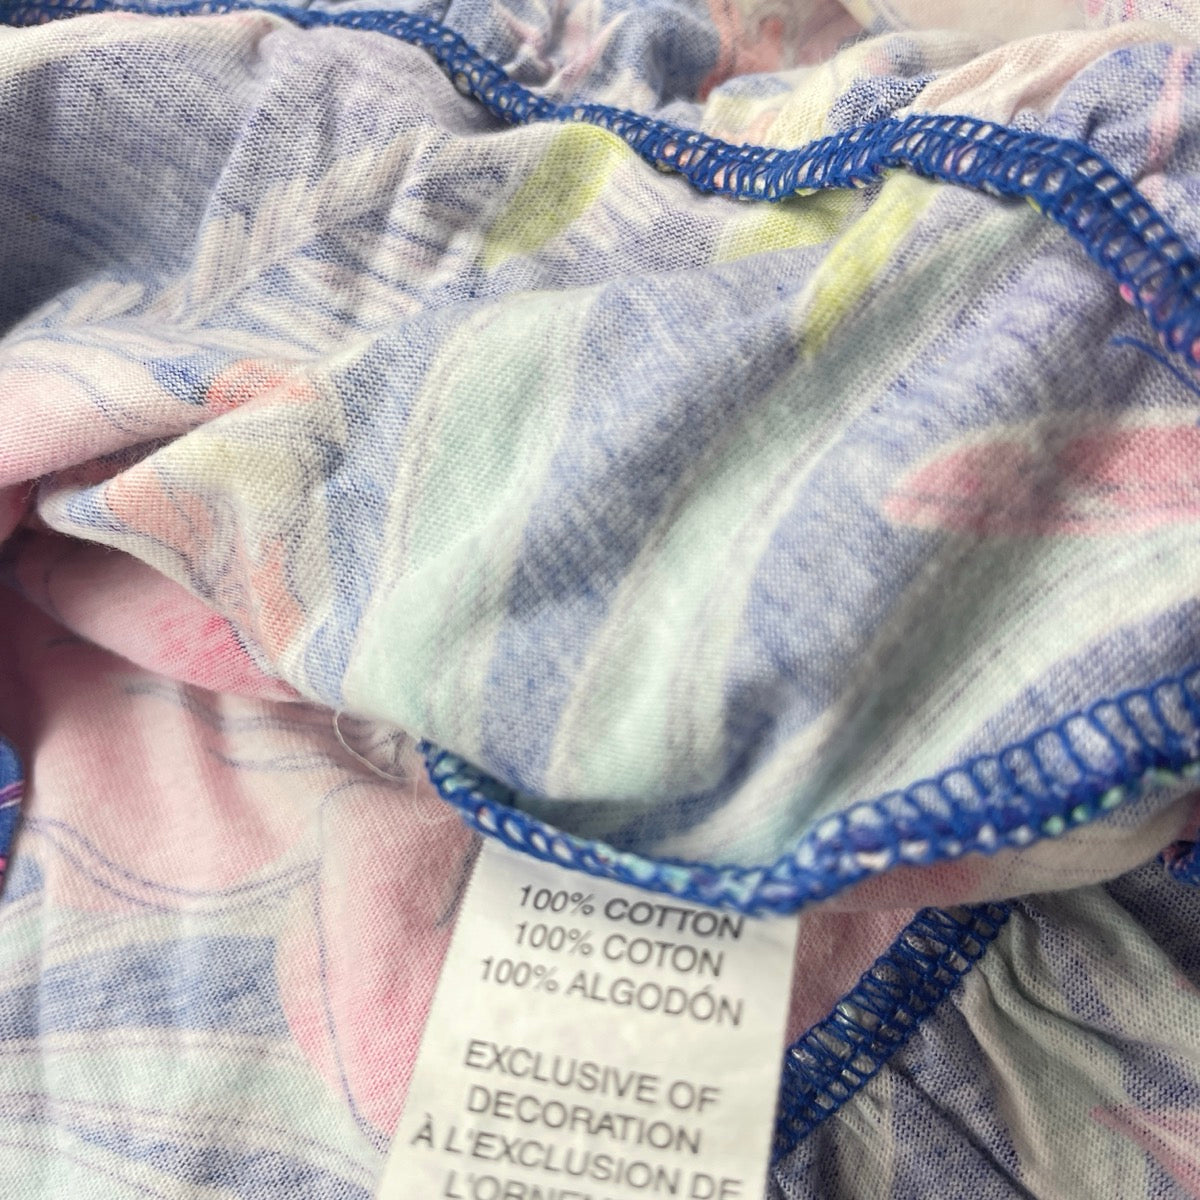 100% COTTON
100% COTON
100% ALGODÓN
EXCLUSIVE OF
DECORATION
À L'EXCLUSION DE